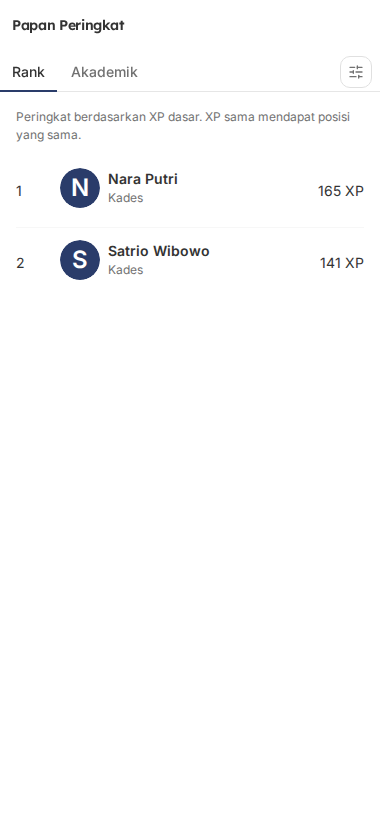 Papan Peringkat
Rank
Akademik
Peringkat berdasarkan XP dasar. XP sama mendapat posisi
yang sama.
1
N
Nara Putri
Kades
165 XP
2
S
Satrio Wibowo
Kades
141 XP